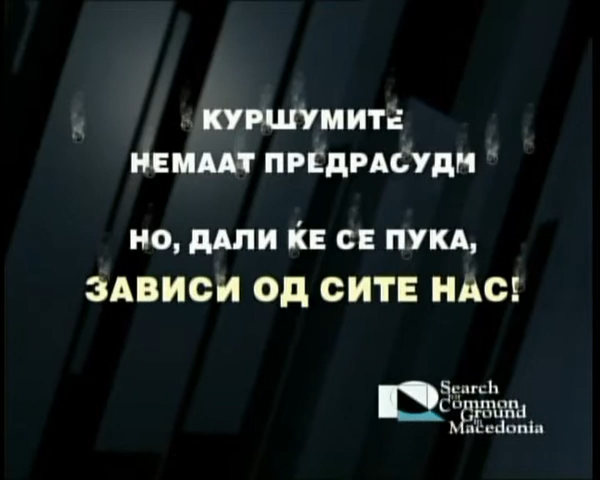 КУРШУМИТЕ
НЕМААТ ПРЕДРАСУДИ
НО, ДАЛИ ЌЕ СЕ ПУКА,
ЗАВИСИ ОД СИТЕ НАС!
Search
for
Common
Ground
in
Macedonia